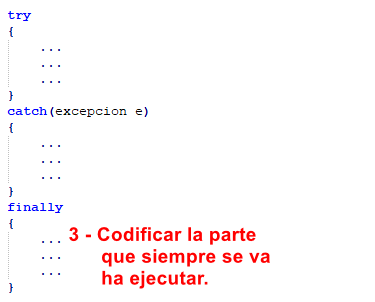 try
{
...
...
...
}
catch(excepcion e)
{
...
...
...
}
finally
{
... 3 - Codificar la parte
... que siempre se va
... ha ejecutar.
}